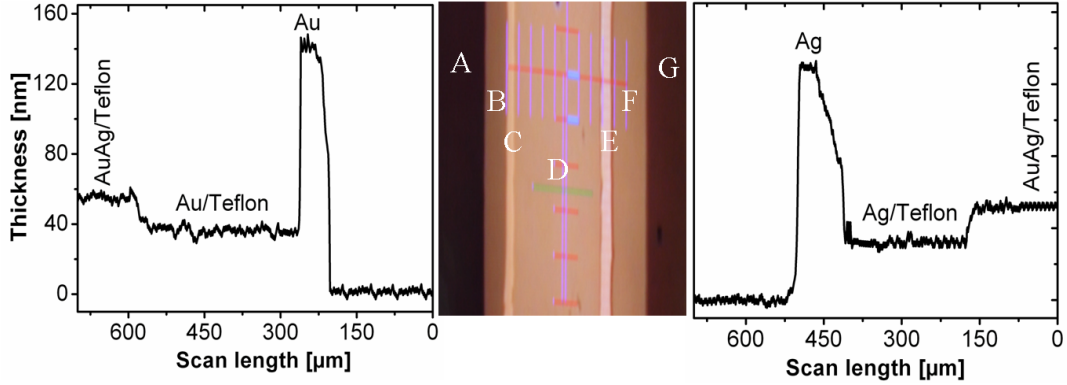 160
120
80
40
0
Thickness [nm]
AuAg/Teflon
Au/Teflon
Au
600 450 300 150 0
Scan length [µm]
A
B
C
D
E
F
G
Ag
Ag/Teflon
AuAg/Teflon
600 450 300 150 0
Scan length [µm]